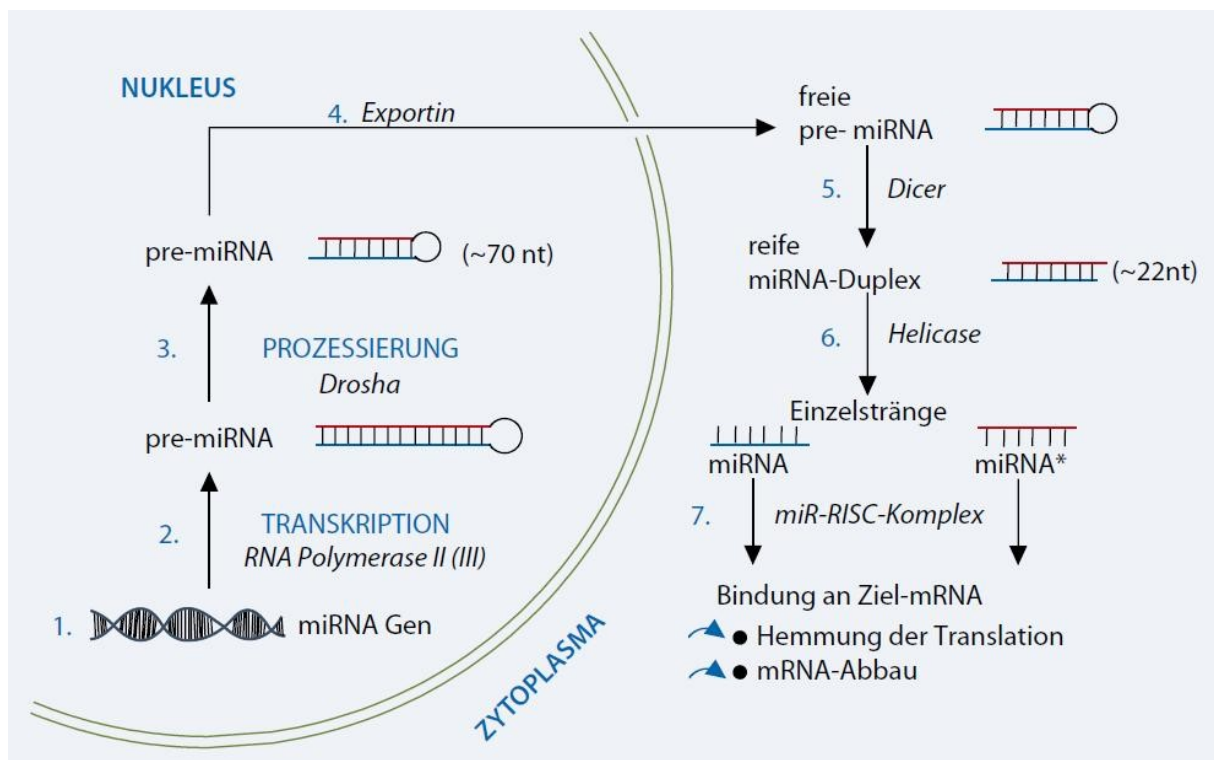 NUKLEUS
4. Exportin
freie
pre- miRNA
5. Dicer
pre-miRNA (~70 nt)
reife
miRNA-Duplex (~22nt)
3. PROZESSIERUNG
Drosha
6. Helicase
pre-miRNA
Einzelstränge
miRNA miRNA*
2. TRANSKRIPTION
RNA Polymerase II (III)
7. miR-RISC-Komplex
1. miRNA Gen
ZYTOPLASMA
Bindung an Ziel-mRNA
● Hemmung der Translation
● mRNA-Abbau